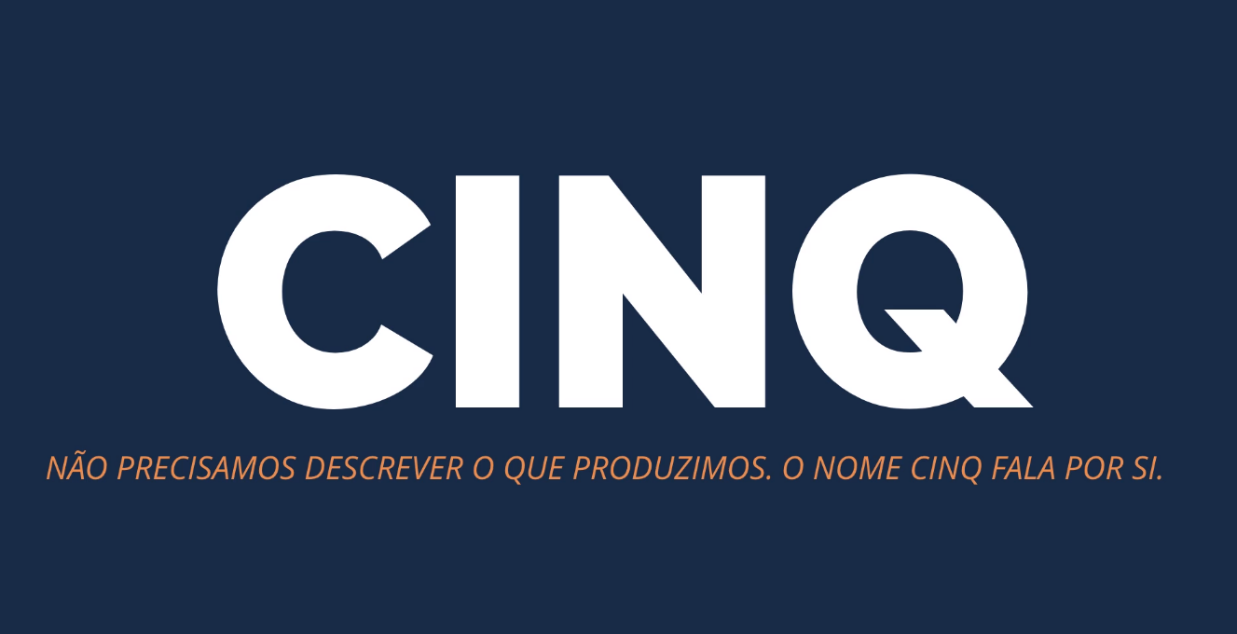 CINQ
NÃO PRECISAMOS DESCREVER O QUE PRODUZIMOS. O NOME CINQ FALA POR SI.